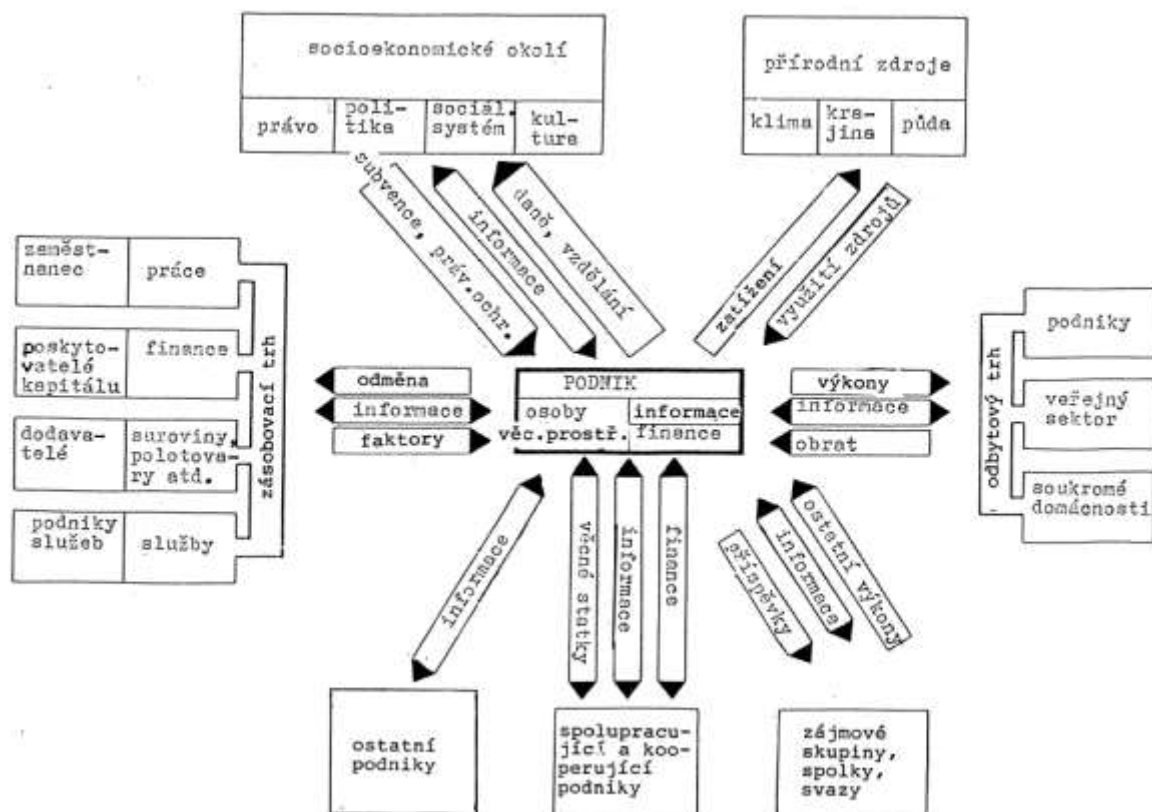 socioekonomické okolí
právo
poli-
tika
sociál.
systém
kul-
ture
přírodní zdroje
klima
kra-
jina
půda
subvence, práv.ochr.
informace
daně, vzdělání
zatížení
využití zdrojů
zeměst-
nanec
práce
poskyto-
vatelé
kapitálu
finance
dodava-
telé
suroviny,
polotova-
ry atd.
podniky
služeb
služby
zásobovací trh
odměna
informace
faktory
PODNIK
osoby
informace
věc.prostř.
finance
výkony
informace
obrat
odbytový trh
podniky
veřejný
sektor
soukromé
domácnosti
informace
věcné statky
informace
finance
příspěvky
informace
ostatní výkony
ostatní
podniky
spolupracu-
jící a koo-
perující
podniky
zájmové
skupiny,
spolky,
svazy